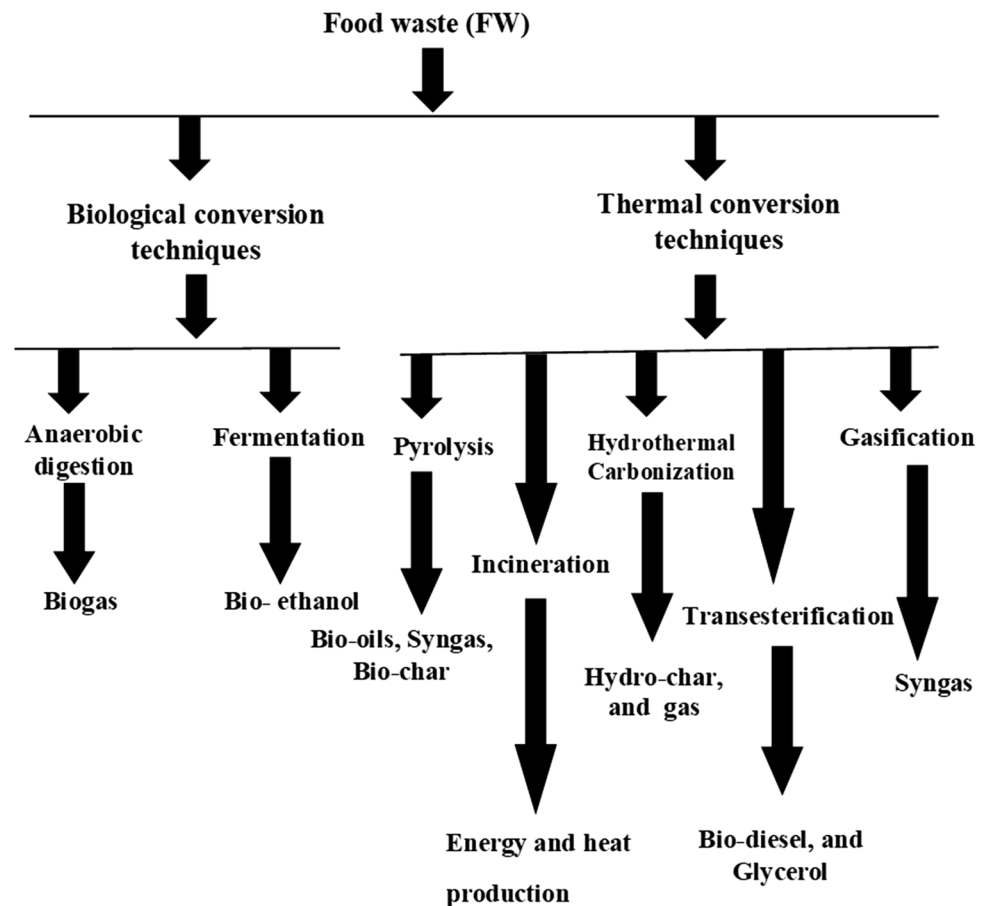 Food waste (FW)
Biological conversion
techniques
Thermal conversion
techniques
Anaerobic
digestion
Fermentation
Pyrolysis
Hydrothermal
Carbonization
Gasification
Incineration
Transesterification
Biogas
Bio- ethanol
Bio-oils, Syngas,
Bio-char
Hydro-char,
and gas
Syngas
Energy and heat
production
Bio-diesel, and
Glycerol